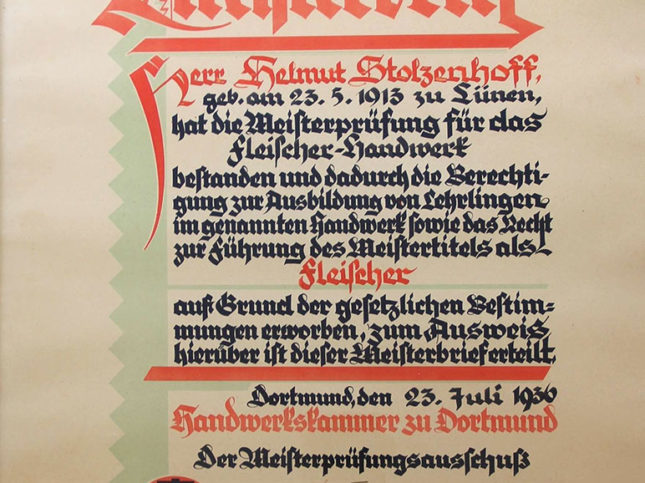 Herr Helmut Stolzenhoff,
geb. am 23. 5. 1913 zu Lünen,
hat die Meisterprüfung für das
Fleischer-Handwerk
bestanden und dadurch die Berechti-
gung zur Ausbildung von Lehrlingen
im genannten Handwerk sowie das Recht
zur Führung des Meistertitels als
Fleischer
auf Grund der gesetzlichen Bestim-
mungen erworben, zum Ausweis
hierüber ist dieser Meisterbrief erteilt.
Dortmund, den 23. Juli 1936
Handwerkskammer zu Dortmund
Der Meisterprüfungsausschuß